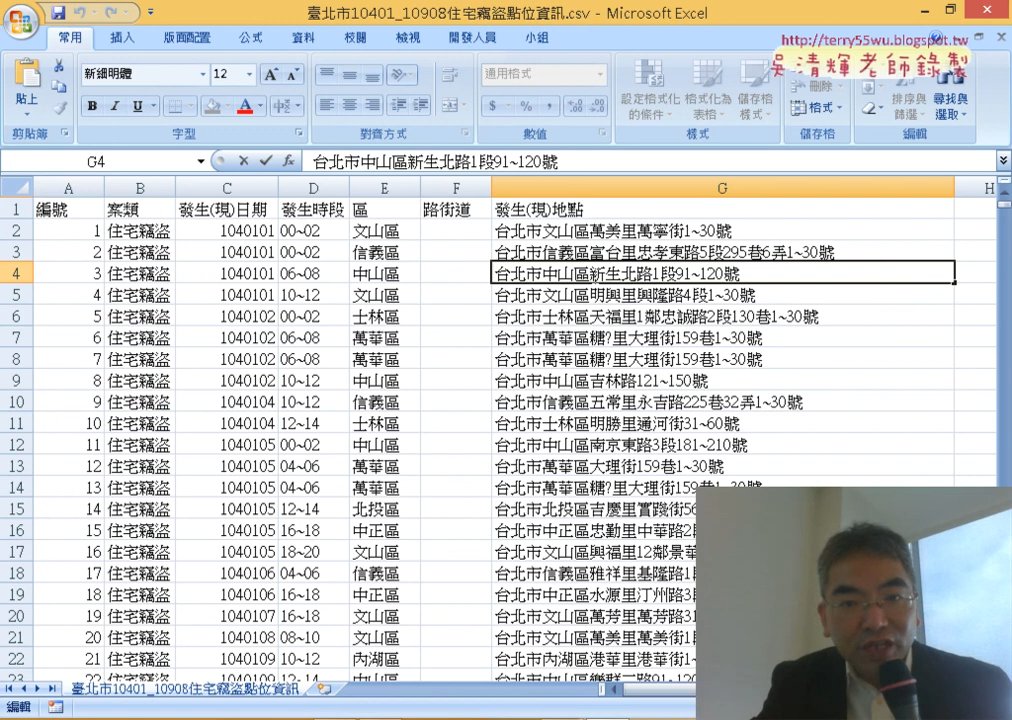 臺北市10401_10908住宅竊盜點位資訊.csv - Microsoft Excel
常用 插入 版面配置 公式 資料 校閱 檢視 開發人員 小組
http://terry55wu.blogspot.tw
吳清輝老師錄製
貼上 新細明體 12 通用格式 設定格式化的條件 格式化為表格 儲存格樣式 刪除 格式 排序與篩選 尋找與選取
剪貼簿 字型 對齊方式 數值 樣式 儲存格 編輯
G4 臺北市中山區新生北路1段91~120號
A B C D E F G H
1 編號 案類 發生(現)日期 發生時段 區 路街道 發生(現)地點
2 1 住宅竊盜 1040101 00~02 文山區 台北市文山區萬美里萬寧街1~30號
3 2 住宅竊盜 1040101 00~02 信義區 台北市信義區富台里忠孝東路5段295巷6弄1~30號
4 3 住宅竊盜 1040101 06~08 中山區 台北市中山區新生北路1段91~120號
5 4 住宅竊盜 1040101 10~12 文山區 台北市文山區明興里興隆路4段1~30號
6 5 住宅竊盜 1040102 00~02 士林區 台北市士林區天福里1鄰忠誠路2段130巷1~30號
7 6 住宅竊盜 1040102 06~08 萬華區 台北市萬華區糖?里大理街159巷1~30號
8 7 住宅竊盜 1040102 06~08 萬華區 台北市萬華區糖?里大理街159巷1~30號
9 8 住宅竊盜 1040102 10~12 中山區 台北市中山區吉林路121~150號
10 9 住宅竊盜 1040104 10~12 信義區 台北市信義區五常里永吉路225巷32弄1~30號
11 10 住宅竊盜 1040104 12~14 士林區 台北市士林區明勝里通河街31~60號
12 11 住宅竊盜 1040105 00~02 中山區 台北市中山區南京東路3段181~210號
13 12 住宅竊盜 1040105 04~06 萬華區 台北市萬華區大理街159巷1~30號
14 13 住宅竊盜 1040105 04~06 萬華區 台北市萬華區糖?里大理街159巷1~30號
15 14 住宅竊盜 1040105 12~14 北投區 台北市北投區吉慶里實踐街
16 15 住宅竊盜 1040105 16~18 中正區 台北市中正區忠勤里中華路2
17 16 住宅竊盜 1040105 18~20 文山區 台北市文山區興福里12鄰景華
18 17 住宅竊盜 1040106 04~06 信義區 台北市信義區雅祥里基隆路1
19 18 住宅竊盜 1040106 16~18 中正區 台北市中正區水源里汀州路3
20 19 住宅竊盜 1040107 16~18 文山區 台北市文山區萬芳里萬芳路
21 20 住宅竊盜 1040108 08~10 文山區 台北市文山區萬美里萬美街1
22 21 住宅竊盜 1040109 10~12 內湖區 台北市內湖區港華里港華街1~
臺北市10401_10908住宅竊盜點位資訊
編輯